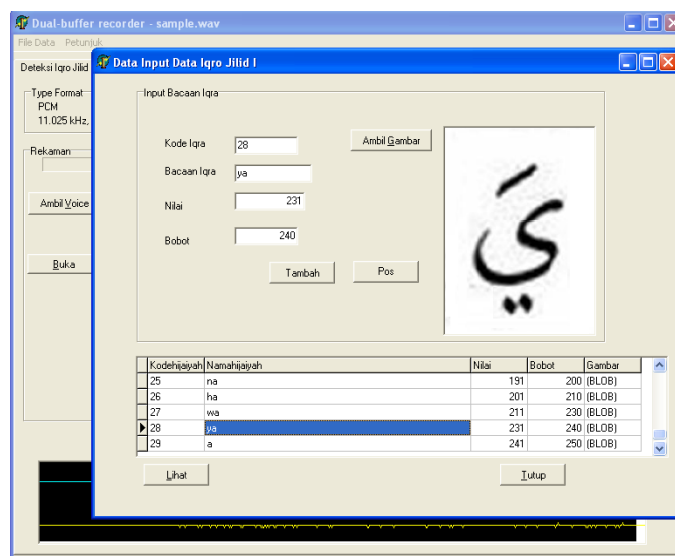 Dual-buffer recorder - sample.wav
File Data Petunjuk
Deteksi Iqro Jilid
Type Format
PCM
11.025 kHz,
Rekaman
Ambil Voice
Buka
Data Input Data Iqro Jilid I
Input Bacaan Iqra
Kode Iqra 28 Ambil Gambar
Bacaan Iqra ya
Nilai 231
Bobot 240
Tambah Pos
يَ
Kodehijaiyah Namahijaiyah Nilai Bobot Gambar
25 na 191 200 (BLOB)
26 ha 201 210 (BLOB)
27 wa 211 230 (BLOB)
28 ya 231 240 (BLOB)
29 a 241 250 (BLOB)
Lihat Tutup